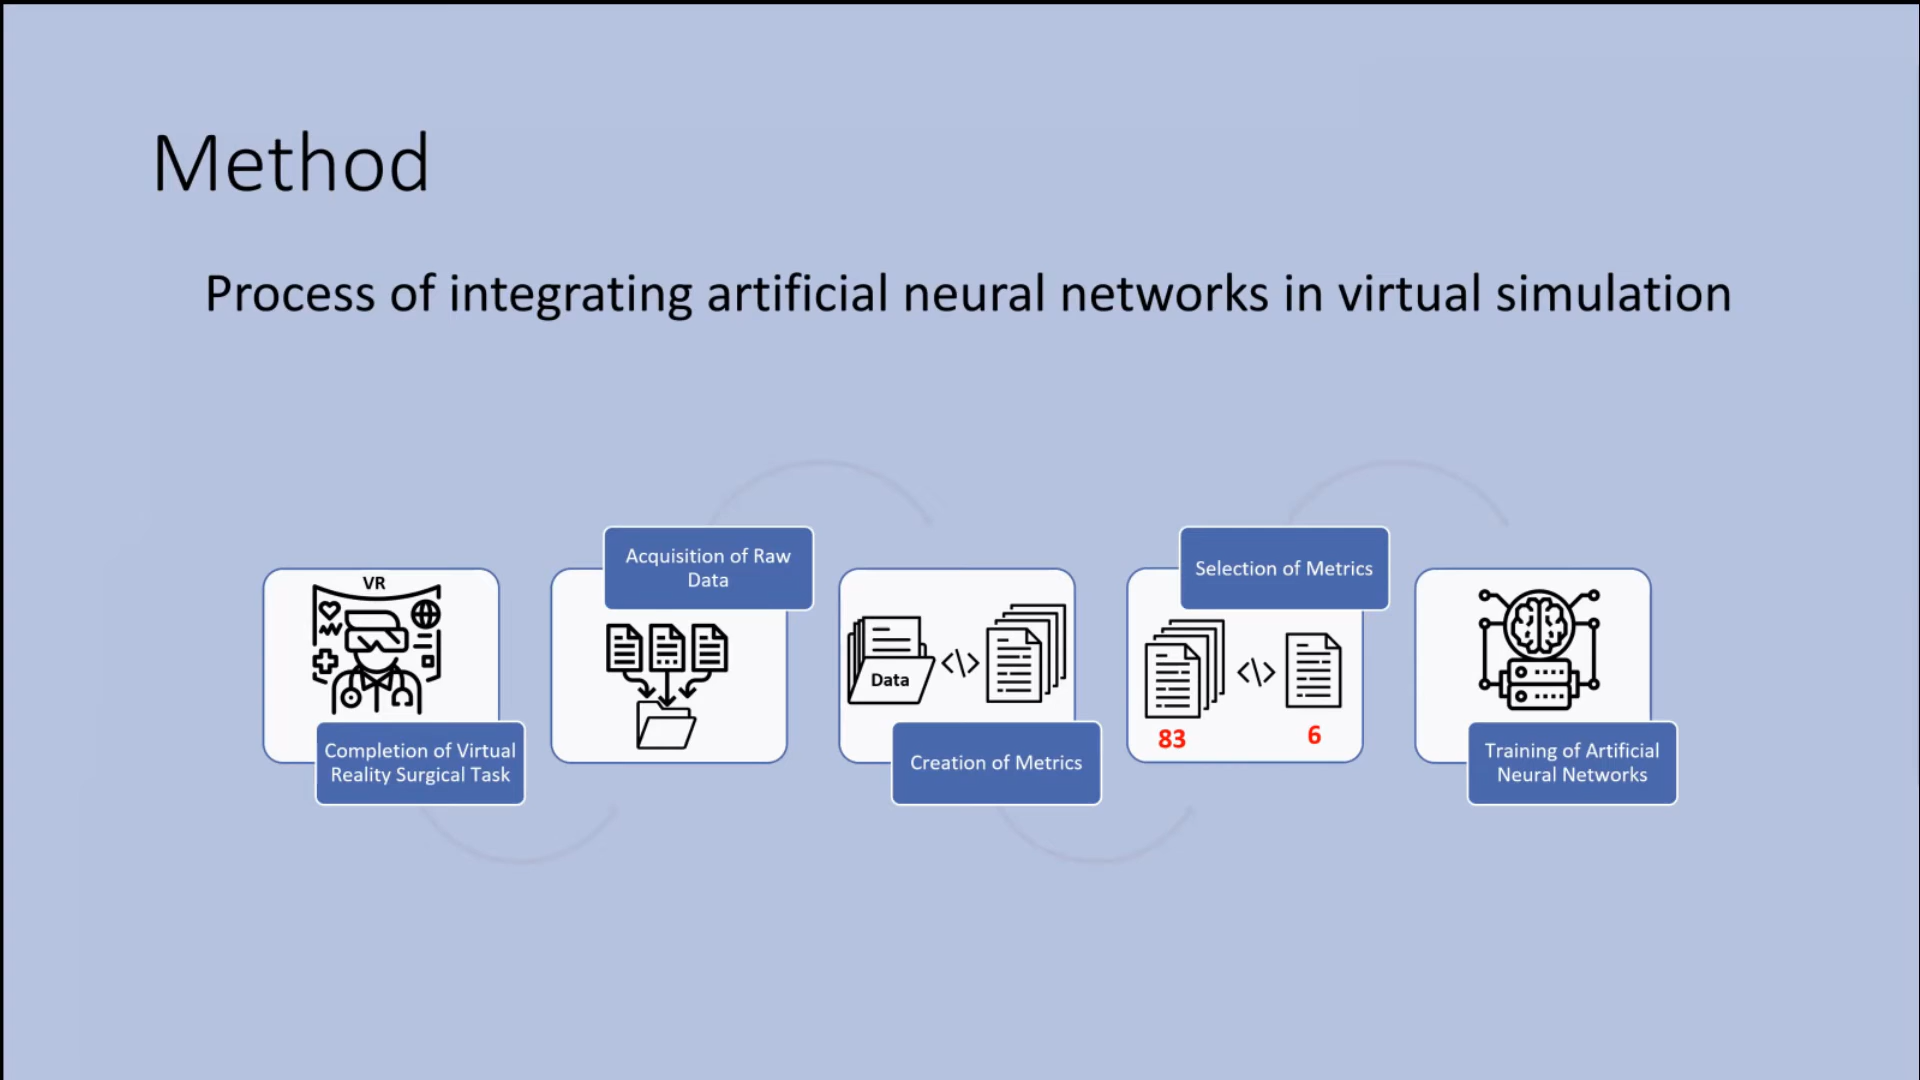 Method
Process of integrating artificial neural networks in virtual simulation
VR
Completion of Virtual
Reality Surgical Task
Acquisition of Raw
Data
Data
</>
Creation of Metrics
Selection of Metrics
</>
83
6
Training of Artificial
Neural Networks